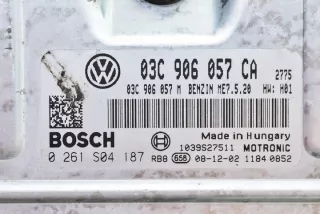 03C 906 057 CA 2775
03C 906 057 M BENZIN ME7.5.20 HW: H01
BOSCH Made in Hungary
1039S27511 MOTRONIC
0 261 S04 187 RBB 658 08-12-02 1184 0852